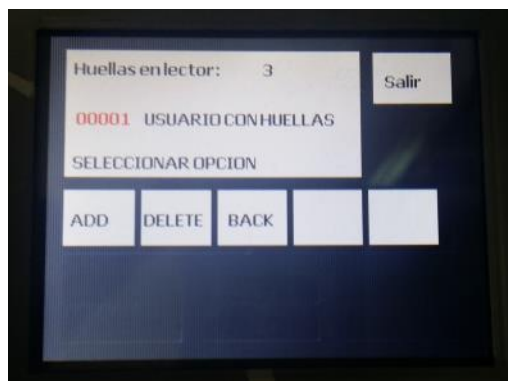 Huellas en lector: 3
Salir
00001 USUARIO CON HUELLAS
SELECCIONAR OPCION
ADD DELETE BACK